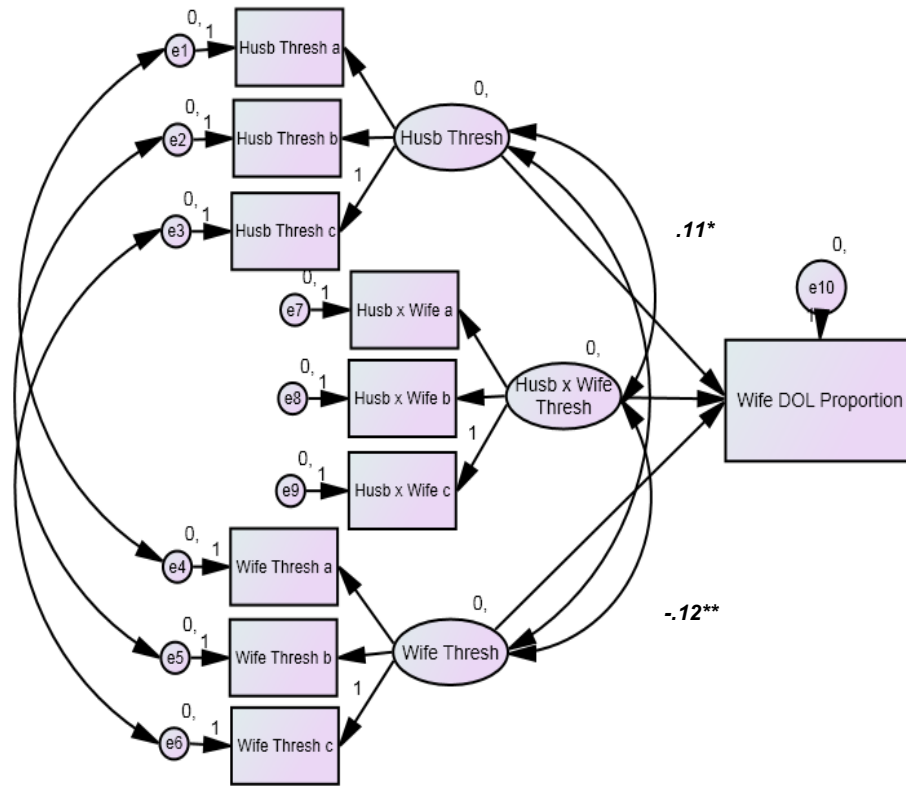 0,
1
e1
Husb Thresh a
0,
1
e2
Husb Thresh b
0,
Husb Thresh
1
0,
1
e3
Husb Thresh c
.11*
0,
e10
1
Wife DOL Proportion
0,
1
e7
Husb x Wife a
0,
Husb x Wife
Thresh
0,
1
e8
Husb x Wife b
1
0,
1
e9
Husb x Wife c
0,
1
e4
Wife Thresh a
0,
Wife Thresh
-.12**
0,
1
e5
Wife Thresh b
1
0,
1
e6
Wife Thresh c